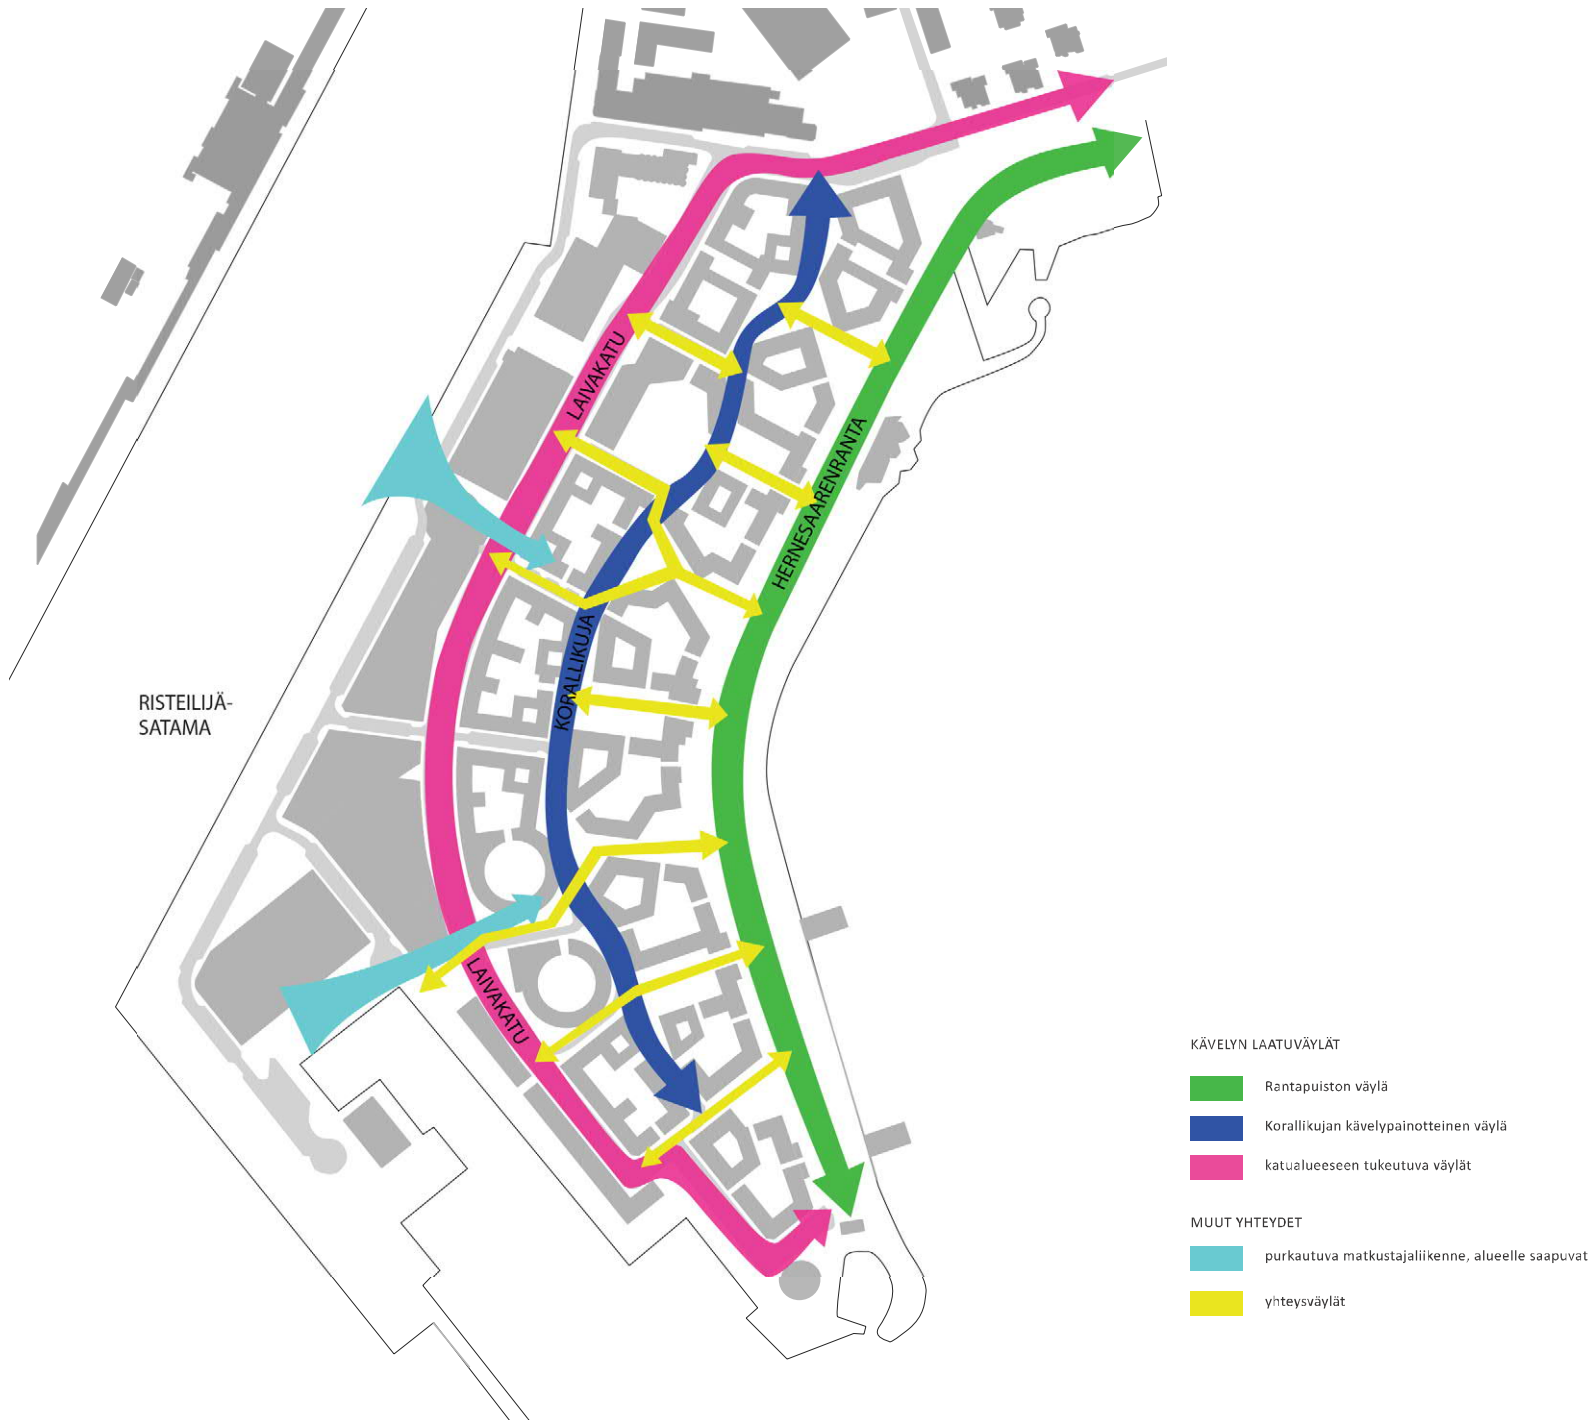 LAIVAKATU
HERNESAARENRANTA
KORALLIKUJA
RISTEILIJÄ-
SATAMA
LAIVAKATU
KÄVELYN LAATUVÄYLÄT
Rantapuiston väylä
Korallikujan kävelypainotteinen väylä
katualueeseen tukeutuva väylät
MUUT YHTEYDET
purkautuva matkustajaliikenne, alueelle saapuvat
yhteysväylät